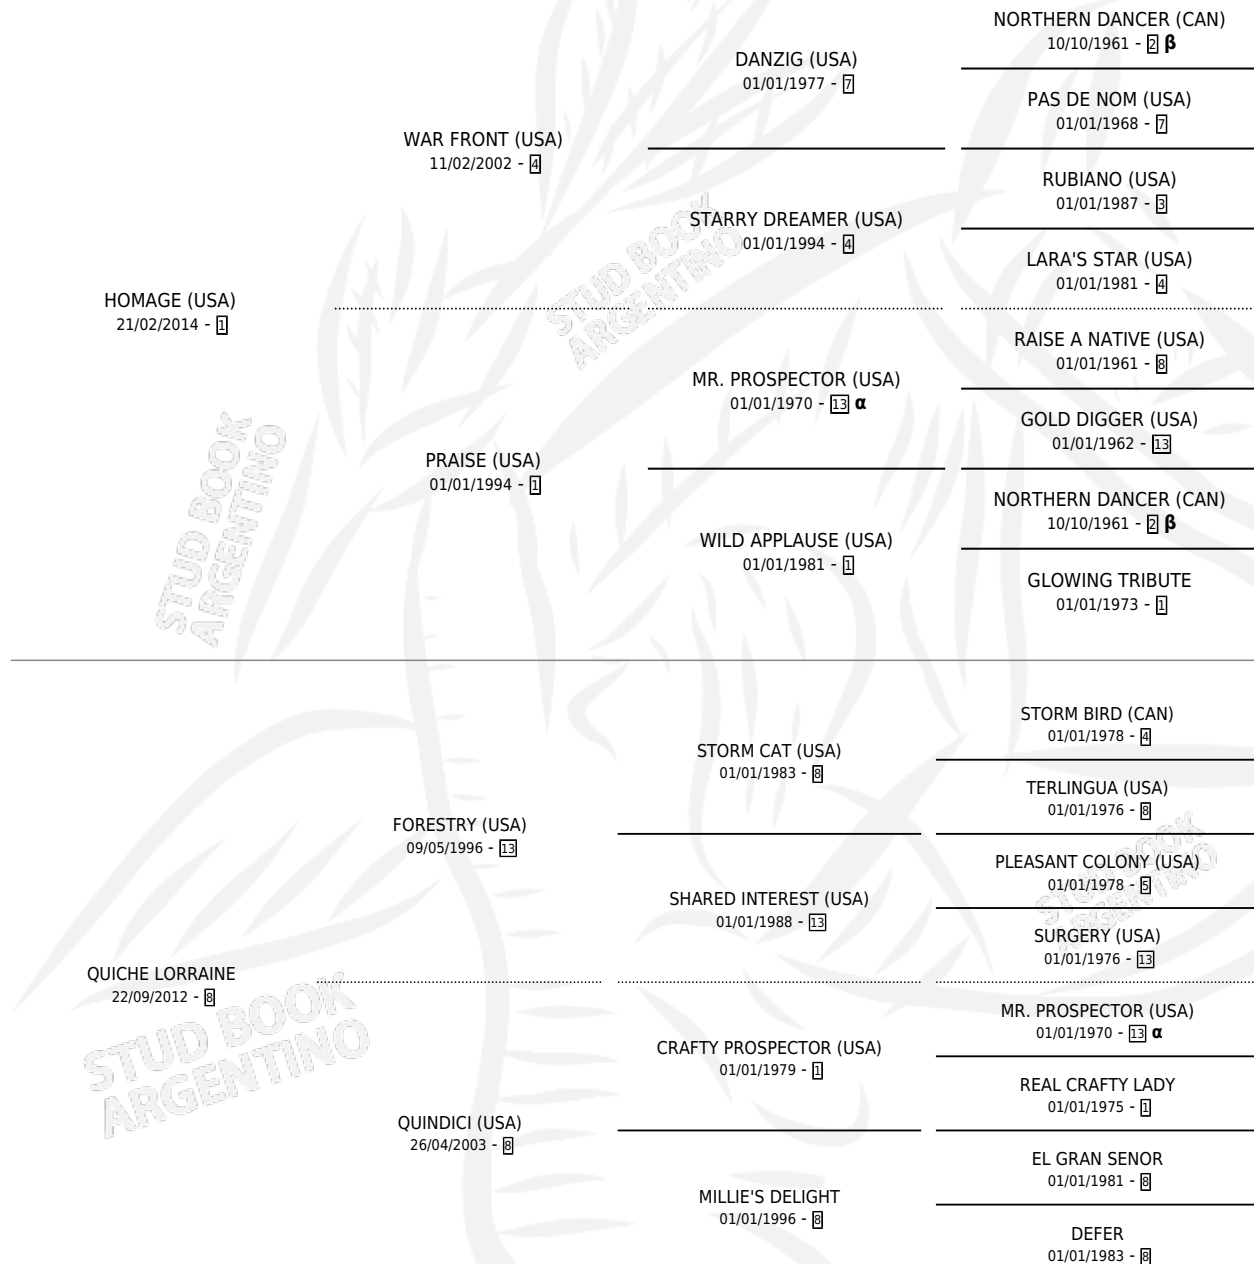 NORTHERN DANCER (CAN)
10/10/1961 - 2 β
DANZIG (USA)
01/01/1977 - 7
PAS DE NOM (USA)
01/01/1968 - 7
WAR FRONT (USA)
11/02/2002 - 4
RUBIANO (USA)
01/01/1987 - 3
STARRY DREAMER (USA)
01/01/1994 - 4
LARA'S STAR (USA)
01/01/1981 - 4
HOMAGE (USA)
21/02/2014 - 1
RAISE A NATIVE (USA)
01/01/1961 - 8
MR. PROSPECTOR (USA)
01/01/1970 - 13 α
GOLD DIGGER (USA)
01/01/1962 - 13
PRAISE (USA)
01/01/1994 - 1
NORTHERN DANCER (CAN)
10/10/1961 - 2 β
WILD APPLAUSE (USA)
01/01/1981 - 1
GLOWING TRIBUTE
01/01/1973 - 1
STORM BIRD (CAN)
01/01/1978 - 4
STORM CAT (USA)
01/01/1983 - 8
TERLINGUA (USA)
01/01/1976 - 8
FORESTRY (USA)
09/05/1996 - 13
PLEASANT COLONY (USA)
01/01/1978 - 5
SHARED INTEREST (USA)
01/01/1988 - 13
SURGERY (USA)
01/01/1976 - 13
QUICHE LORRAINE
22/09/2012 - 8
MR. PROSPECTOR (USA)
01/01/1970 - 13 α
CRAFTY PROSPECTOR (USA)
01/01/1979 - 1
REAL CRAFTY LADY
01/01/1975 - 1
QUINDICI (USA)
26/04/2003 - 8
EL GRAN SENOR
01/01/1981 - 8
MILLIE'S DELIGHT
01/01/1996 - 8
DEFER
01/01/1983 - 8
STUD BOOK
ARGENTINO
STUD BOOK
ARGENTINO
STUD BOOK
ARGENTINO
STUD BOOK
ARGENTINO